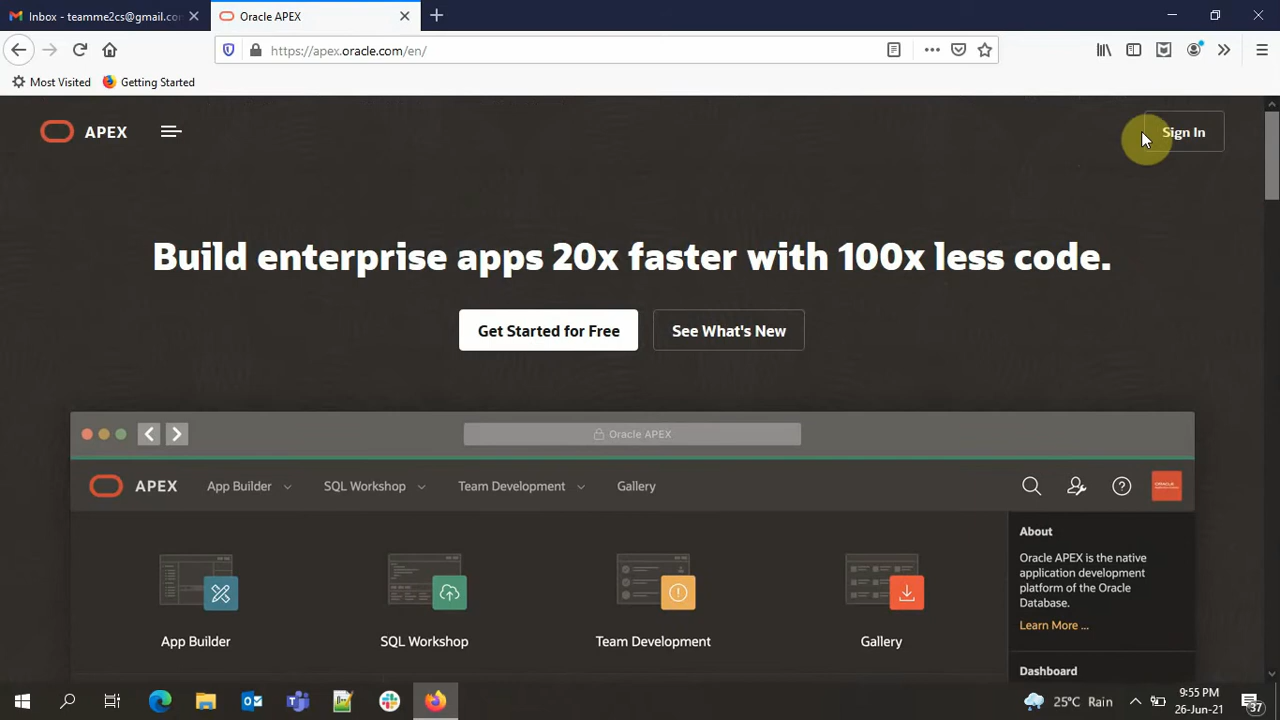 Inbox - teamme2cs@gmail.com
Oracle APEX
https://apex.oracle.com/en/
Most Visited
Getting Started
APEX
Sign In
Build enterprise apps 20x faster with 100x less code.
Get Started for Free
See What's New
Oracle APEX
APEX
App Builder
SQL Workshop
Team Development
Gallery
About
Oracle APEX is the native
application development
platform of the Oracle
Database.
Learn More ...
App Builder
SQL Workshop
Team Development
Gallery
Dashboard
25°C Rain
9:55 PM
26-Jun-21
37